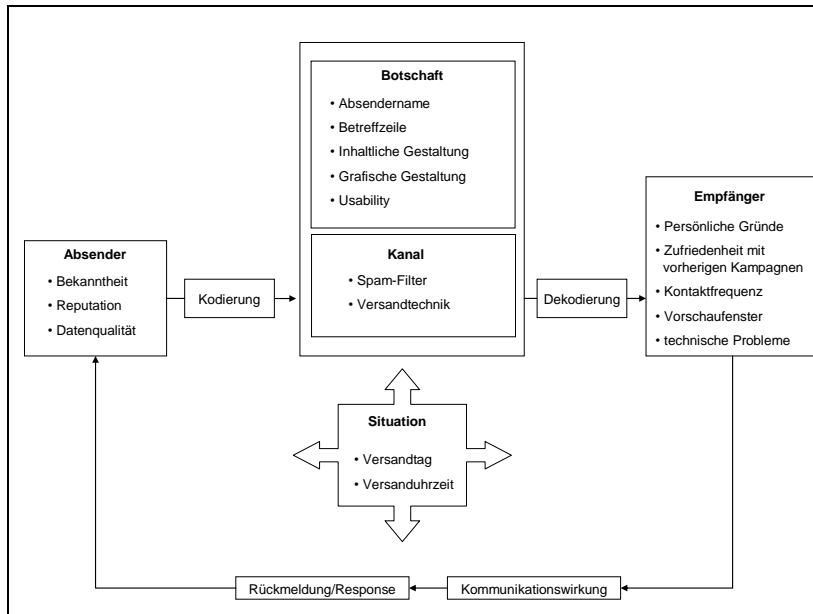 Botschaft
• Absendername
• Betreffzeile
• Inhaltliche Gestaltung
• Grafische Gestaltung
• Usability
Kanal
• Spam-Filter
• Versandtechnik
Absender
• Bekanntheit
• Reputation
• Datenqualität
Kodierung
Dekodierung
Empfänger
• Persönliche Gründe
• Zufriedenheit mit
vorherigen Kampagnen
• Kontaktfrequenz
• Vorschaufenster
• technische Probleme
Situation
• Versandtag
• Versanduhrzeit
Rückmeldung/Response
Kommunikationswirkung